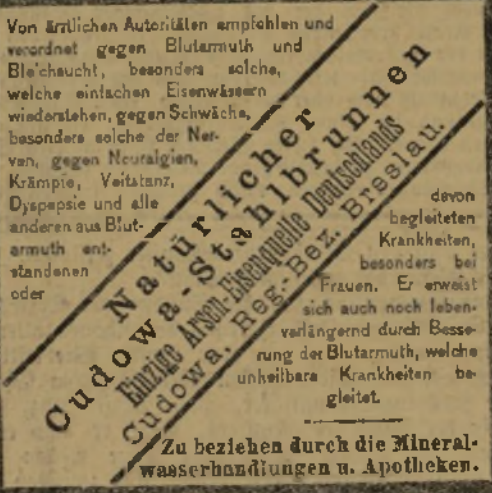 Von ärztlichen Autoritäten empfohlen und
verordnet gegen Blutarmuth und
Bleichsucht, besonders solche,
welche einfachen Eisenwässern
wiederstehen, gegen Schwäche,
besonders solche der Ner-
ven, gegen Neuralgien,
Krämpfe, Veitstanz,
Dyspepsie und alle
anderen aus Blut-
armuth ent-
standenen
oder
Natürlicher
Cudowa-Stahlbrunnen
Einzige Arsen-Eisenquelle Deutschlands
Cudowa, Reg.-Bez. Breslau.
davon
begleiteten
Krankheiten,
besonders bei
Frauen. Er erweist
sich auch noch leben-
verlängernd durch Besse-
rung der Blutarmuth, welche
unheilbare Krankheiten be-
gleitet.
Zu beziehen durch die Mineral-
wasserhandlungen u. Apotheken.